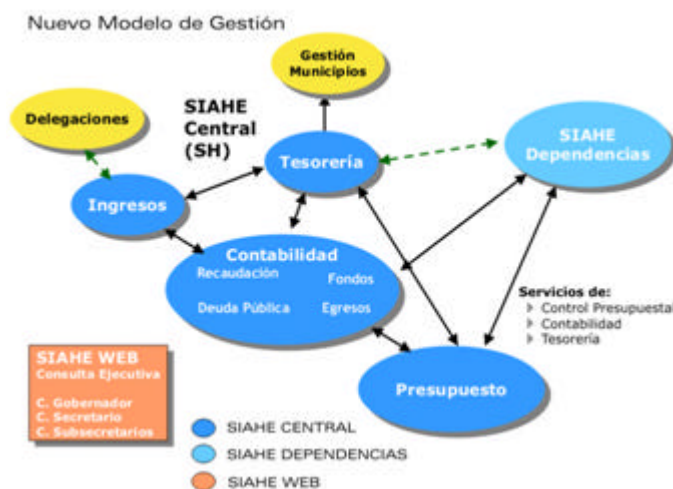 Nuevo Modelo de Gestión
Gestión
Municipios
Delegaciones
SIAHE
Central
(SH)
Tesorería
SIAHE
Dependencias
Ingresos
Contabilidad
Recaudación
Fondos
Deuda Pública
Egresos
Servicios de:
Control Presupuestal
Contabilidad
Tesorería
SIAHE WEB
Consulta Ejecutiva
C. Gobernador
C. Secretario
C. Subsecretarios
Presupuesto
SIAHE CENTRAL
SIAHE DEPENDENCIAS
SIAHE WEB